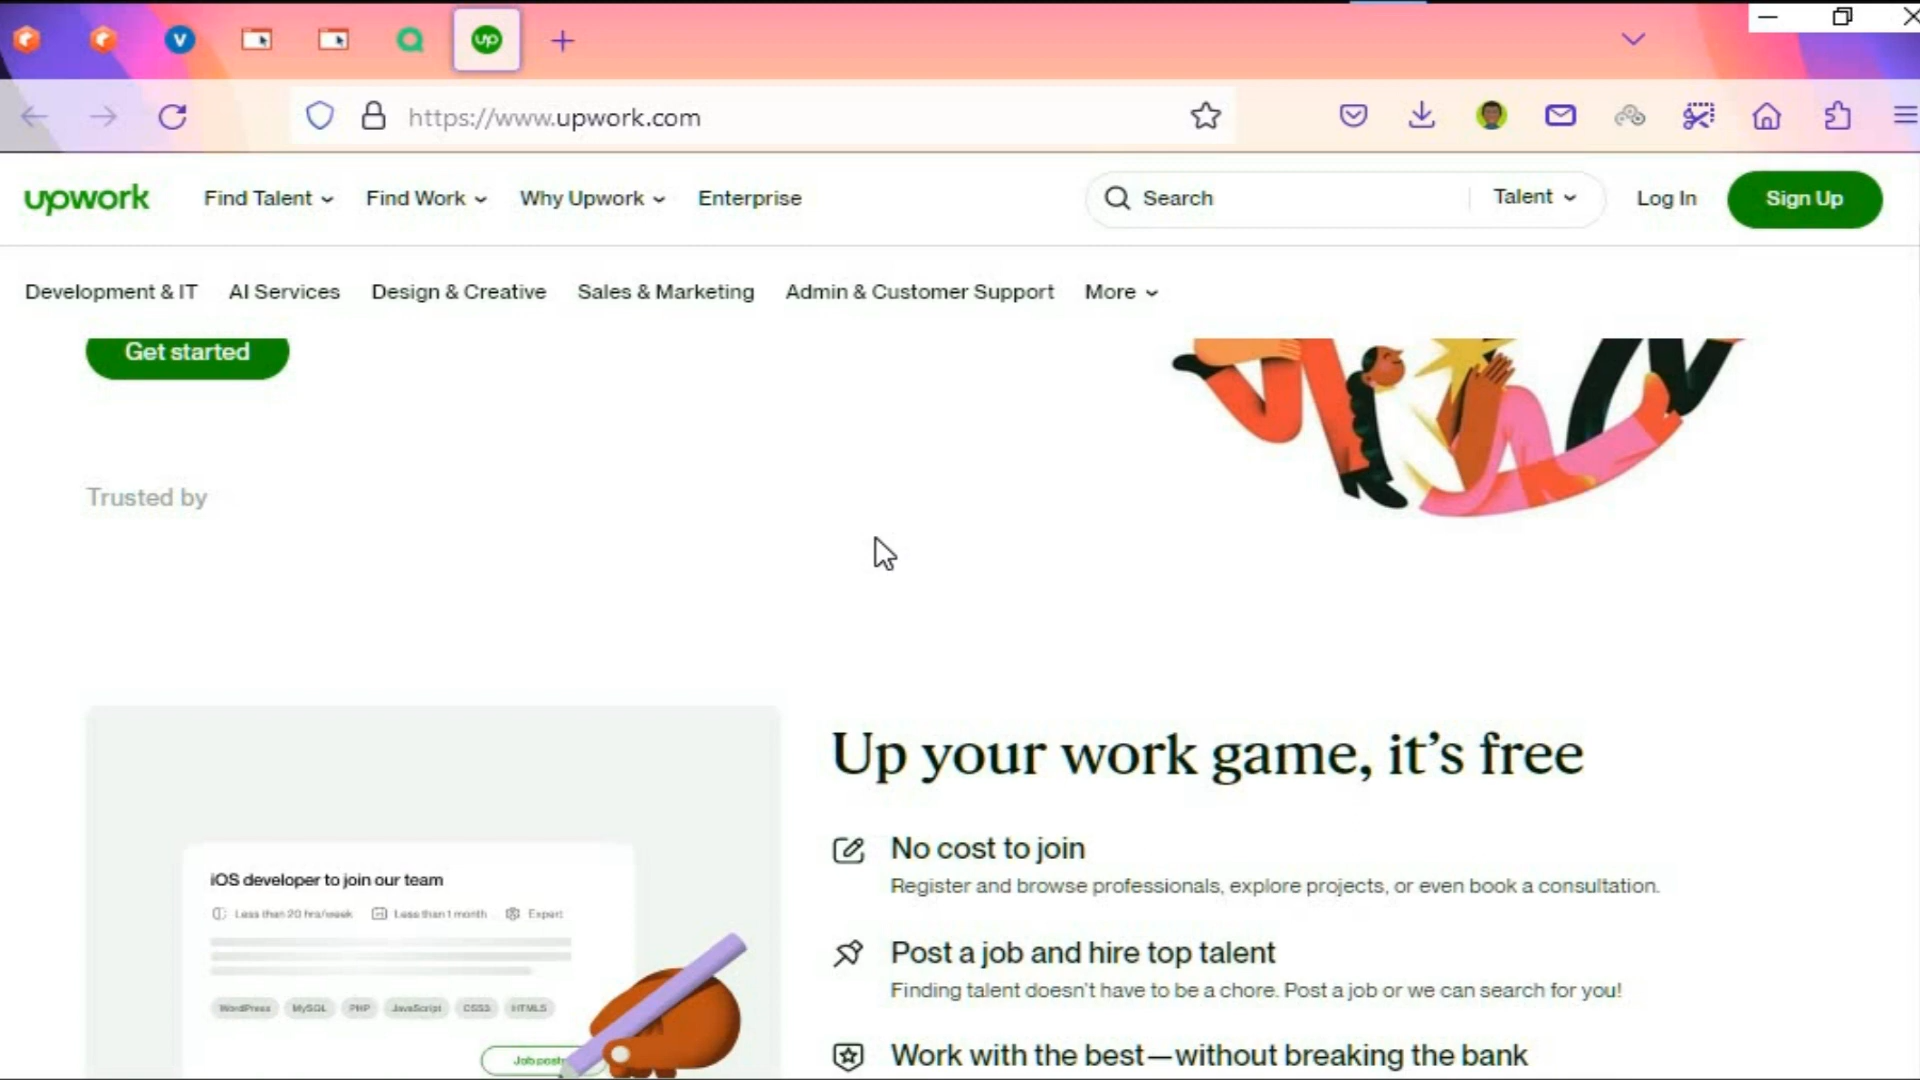 V
up
https://www.upwork.com
upwork
Find Talent
Find Work
Why Upwork
Enterprise
Search
Talent
Log In
Sign Up
Development & IT
AI Services
Design & Creative
Sales & Marketing
Admin & Customer Support
More
Get started
Trusted by
Up your work game, it's free
No cost to join
Register and browse professionals, explore projects, or even book a consultation.
Post a job and hire top talent
Finding talent doesn't have to be a chore. Post a job or we can search for you!
Work with the best—without breaking the bank
iOS developer to join our team
Less than 20 hrs/week
Less than 1 month
Expert
WordPress
MySQL
PHP
JavaScript
CSS3
HTML5